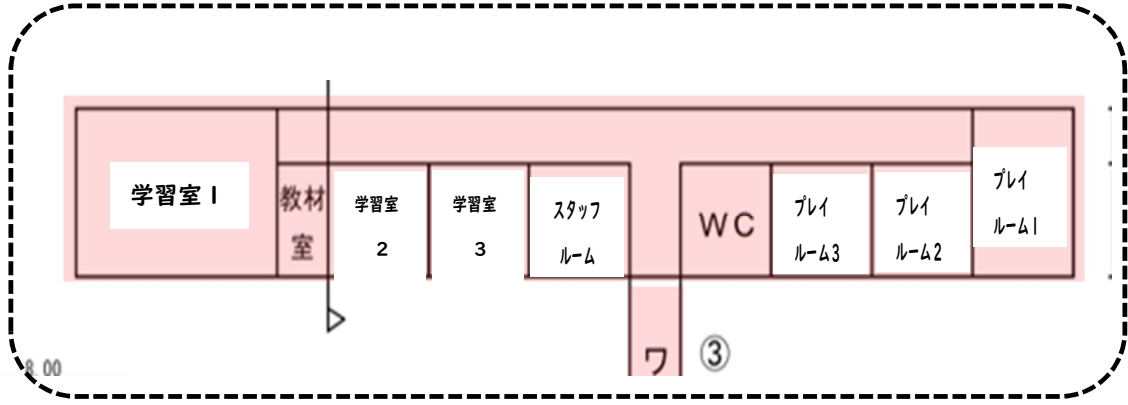 学習室１
教材
室
学習室
２
学習室
３
スタッフ
ルーム
WC
プレイ
ルーム3
プレイ
ルーム2
プレイ
ルーム1
ワ
③
8.00